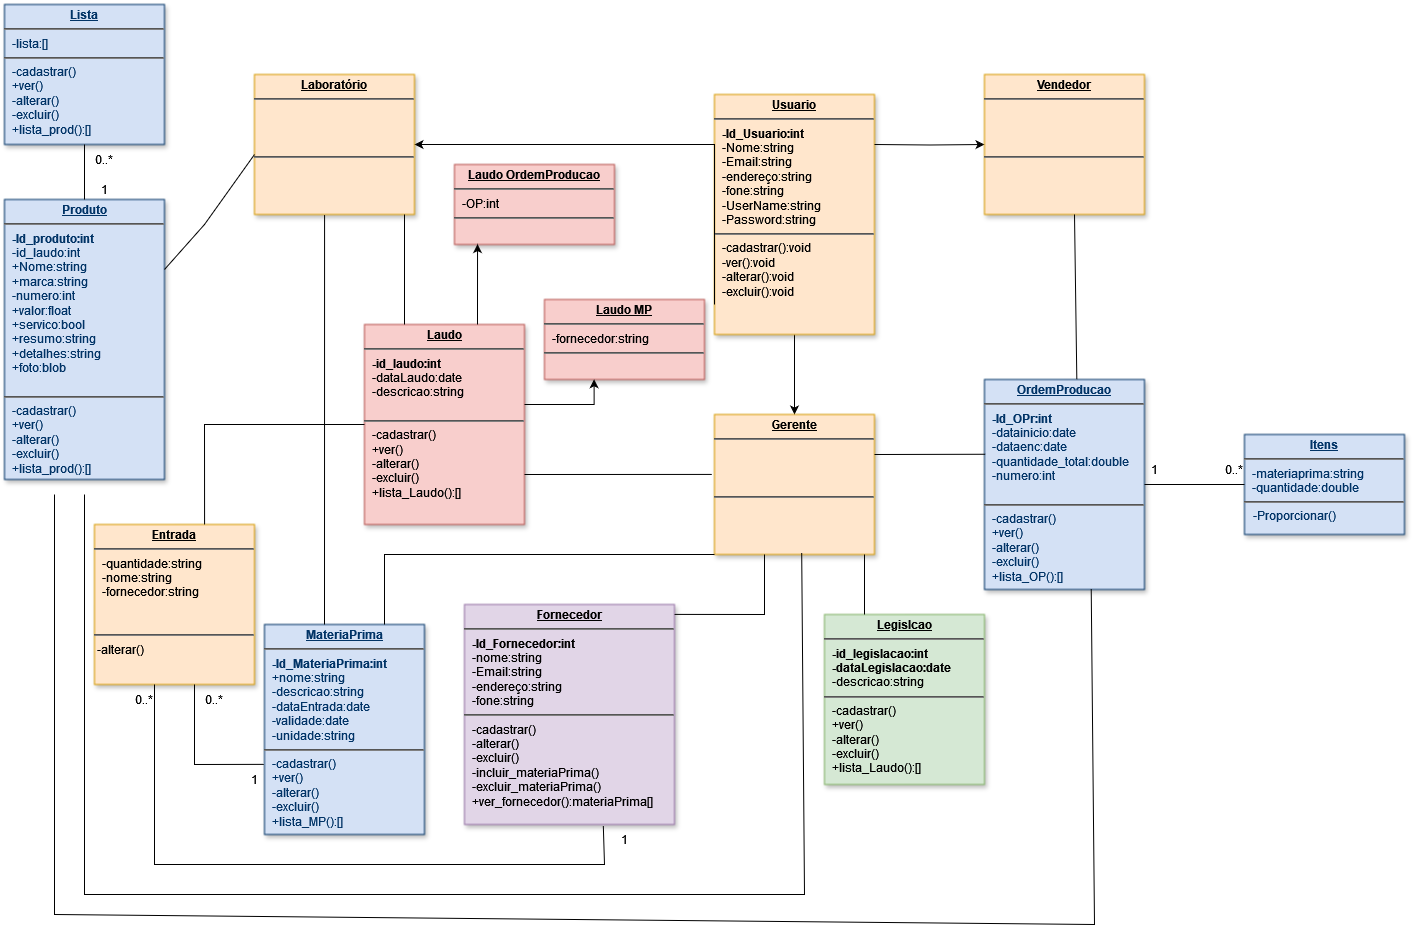 Lista
-lista:[]
-cadastrar()
+ver()
-alterar()
-excluir()
+lista_prod():[]
0..*
1
Produto
-Id_produto:int
-id_laudo:int
+Nome:string
+marca:string
-numero:int
+valor:float
+servico:bool
+resumo:string
+detalhes:string
+foto:blob
-cadastrar()
+ver()
-alterar()
-excluir()
+lista_prod():[]
Laboratório
Laudo OrdemProducao
-OP:int
Laudo MP
-fornecedor:string
Laudo
-id_laudo:int
-dataLaudo:date
-descricao:string
-cadastrar()
+ver()
-alterar()
-excluir()
+lista_Laudo():[]
Usuario
-Id_Usuario:int
-Nome:string
-Email:string
-endereço:string
-fone:string
-UserName:string
-Password:string
-cadastrar():void
-ver():void
-alterar():void
-excluir():void
Vendedor
Gerente
OrdemProducao
-Id_OPr:int
-datainicio:date
-dataenc:date
-quantidade_total:double
-numero:int
-cadastrar()
+ver()
-alterar()
-excluir()
+lista_OP():[]
1
0..*
Itens
-materiaprima:string
-quantidade:double
-Proporcionar()
Entrada
-quantidade:string
-nome:string
-fornecedor:string
-alterar()
0..*
0..*
1
MateriaPrima
-Id_MateriaPrima:int
+nome:string
-descricao:string
-dataEntrada:date
-validade:date
-unidade:string
-cadastrar()
+ver()
-alterar()
-excluir()
+lista_MP():[]
Fornecedor
-Id_Fornecedor:int
-nome:string
-Email:string
-endereço:string
-fone:string
-cadastrar()
-alterar()
-excluir()
-incluir_materiaPrima()
-excluir_materiaPrima()
+ver_fornecedor():materiaPrima[]
1
Legislcao
-id_legislacao:int
-dataLegislacao:date
-descricao:string
-cadastrar()
+ver()
-alterar()
-excluir()
+lista_Laudo():[]